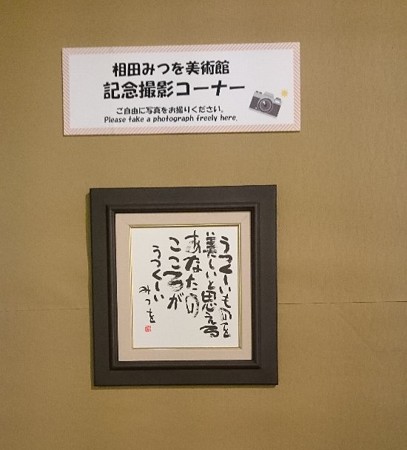 相田みつを美術館
記念撮影コーナー
ご自由に写真をお撮りください。
Please take a photograph freely here.
うつくしいものを
美しいと思える
あなたの
こころが
うつくしい
みつを